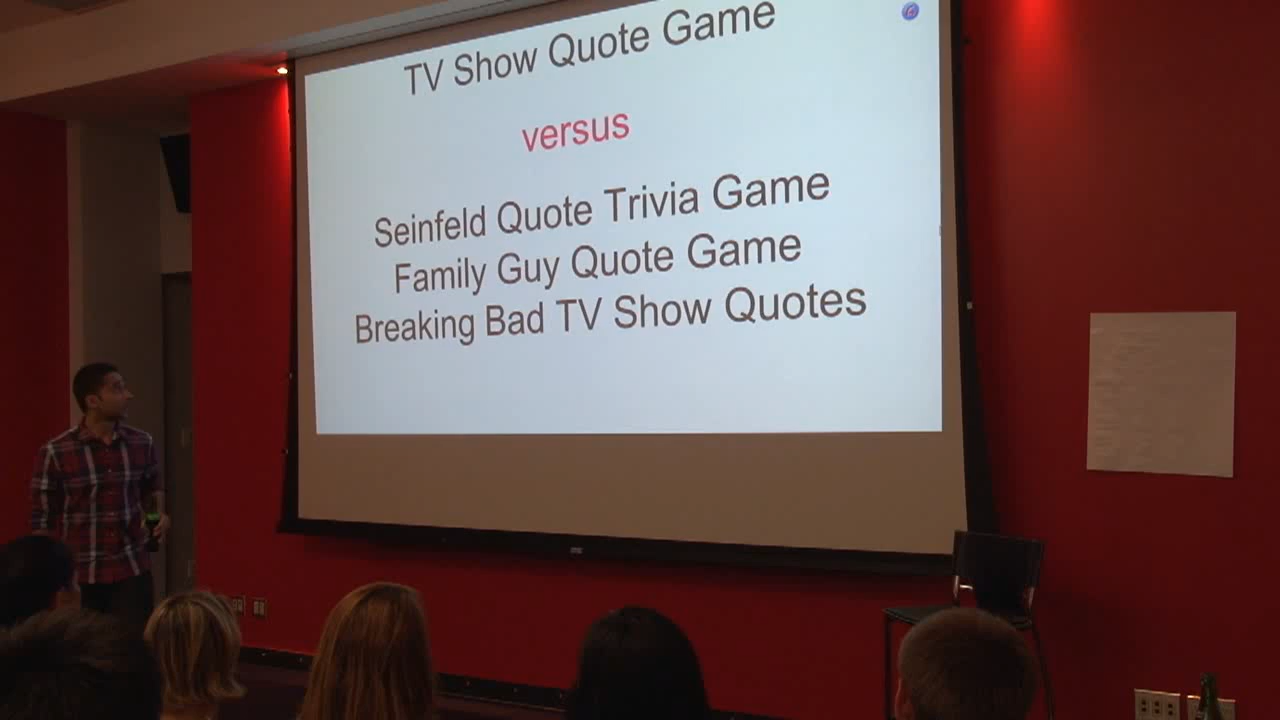 TV Show Quote Game
versus
Seinfeld Quote Trivia Game
Family Guy Quote Game
Breaking Bad TV Show Quotes